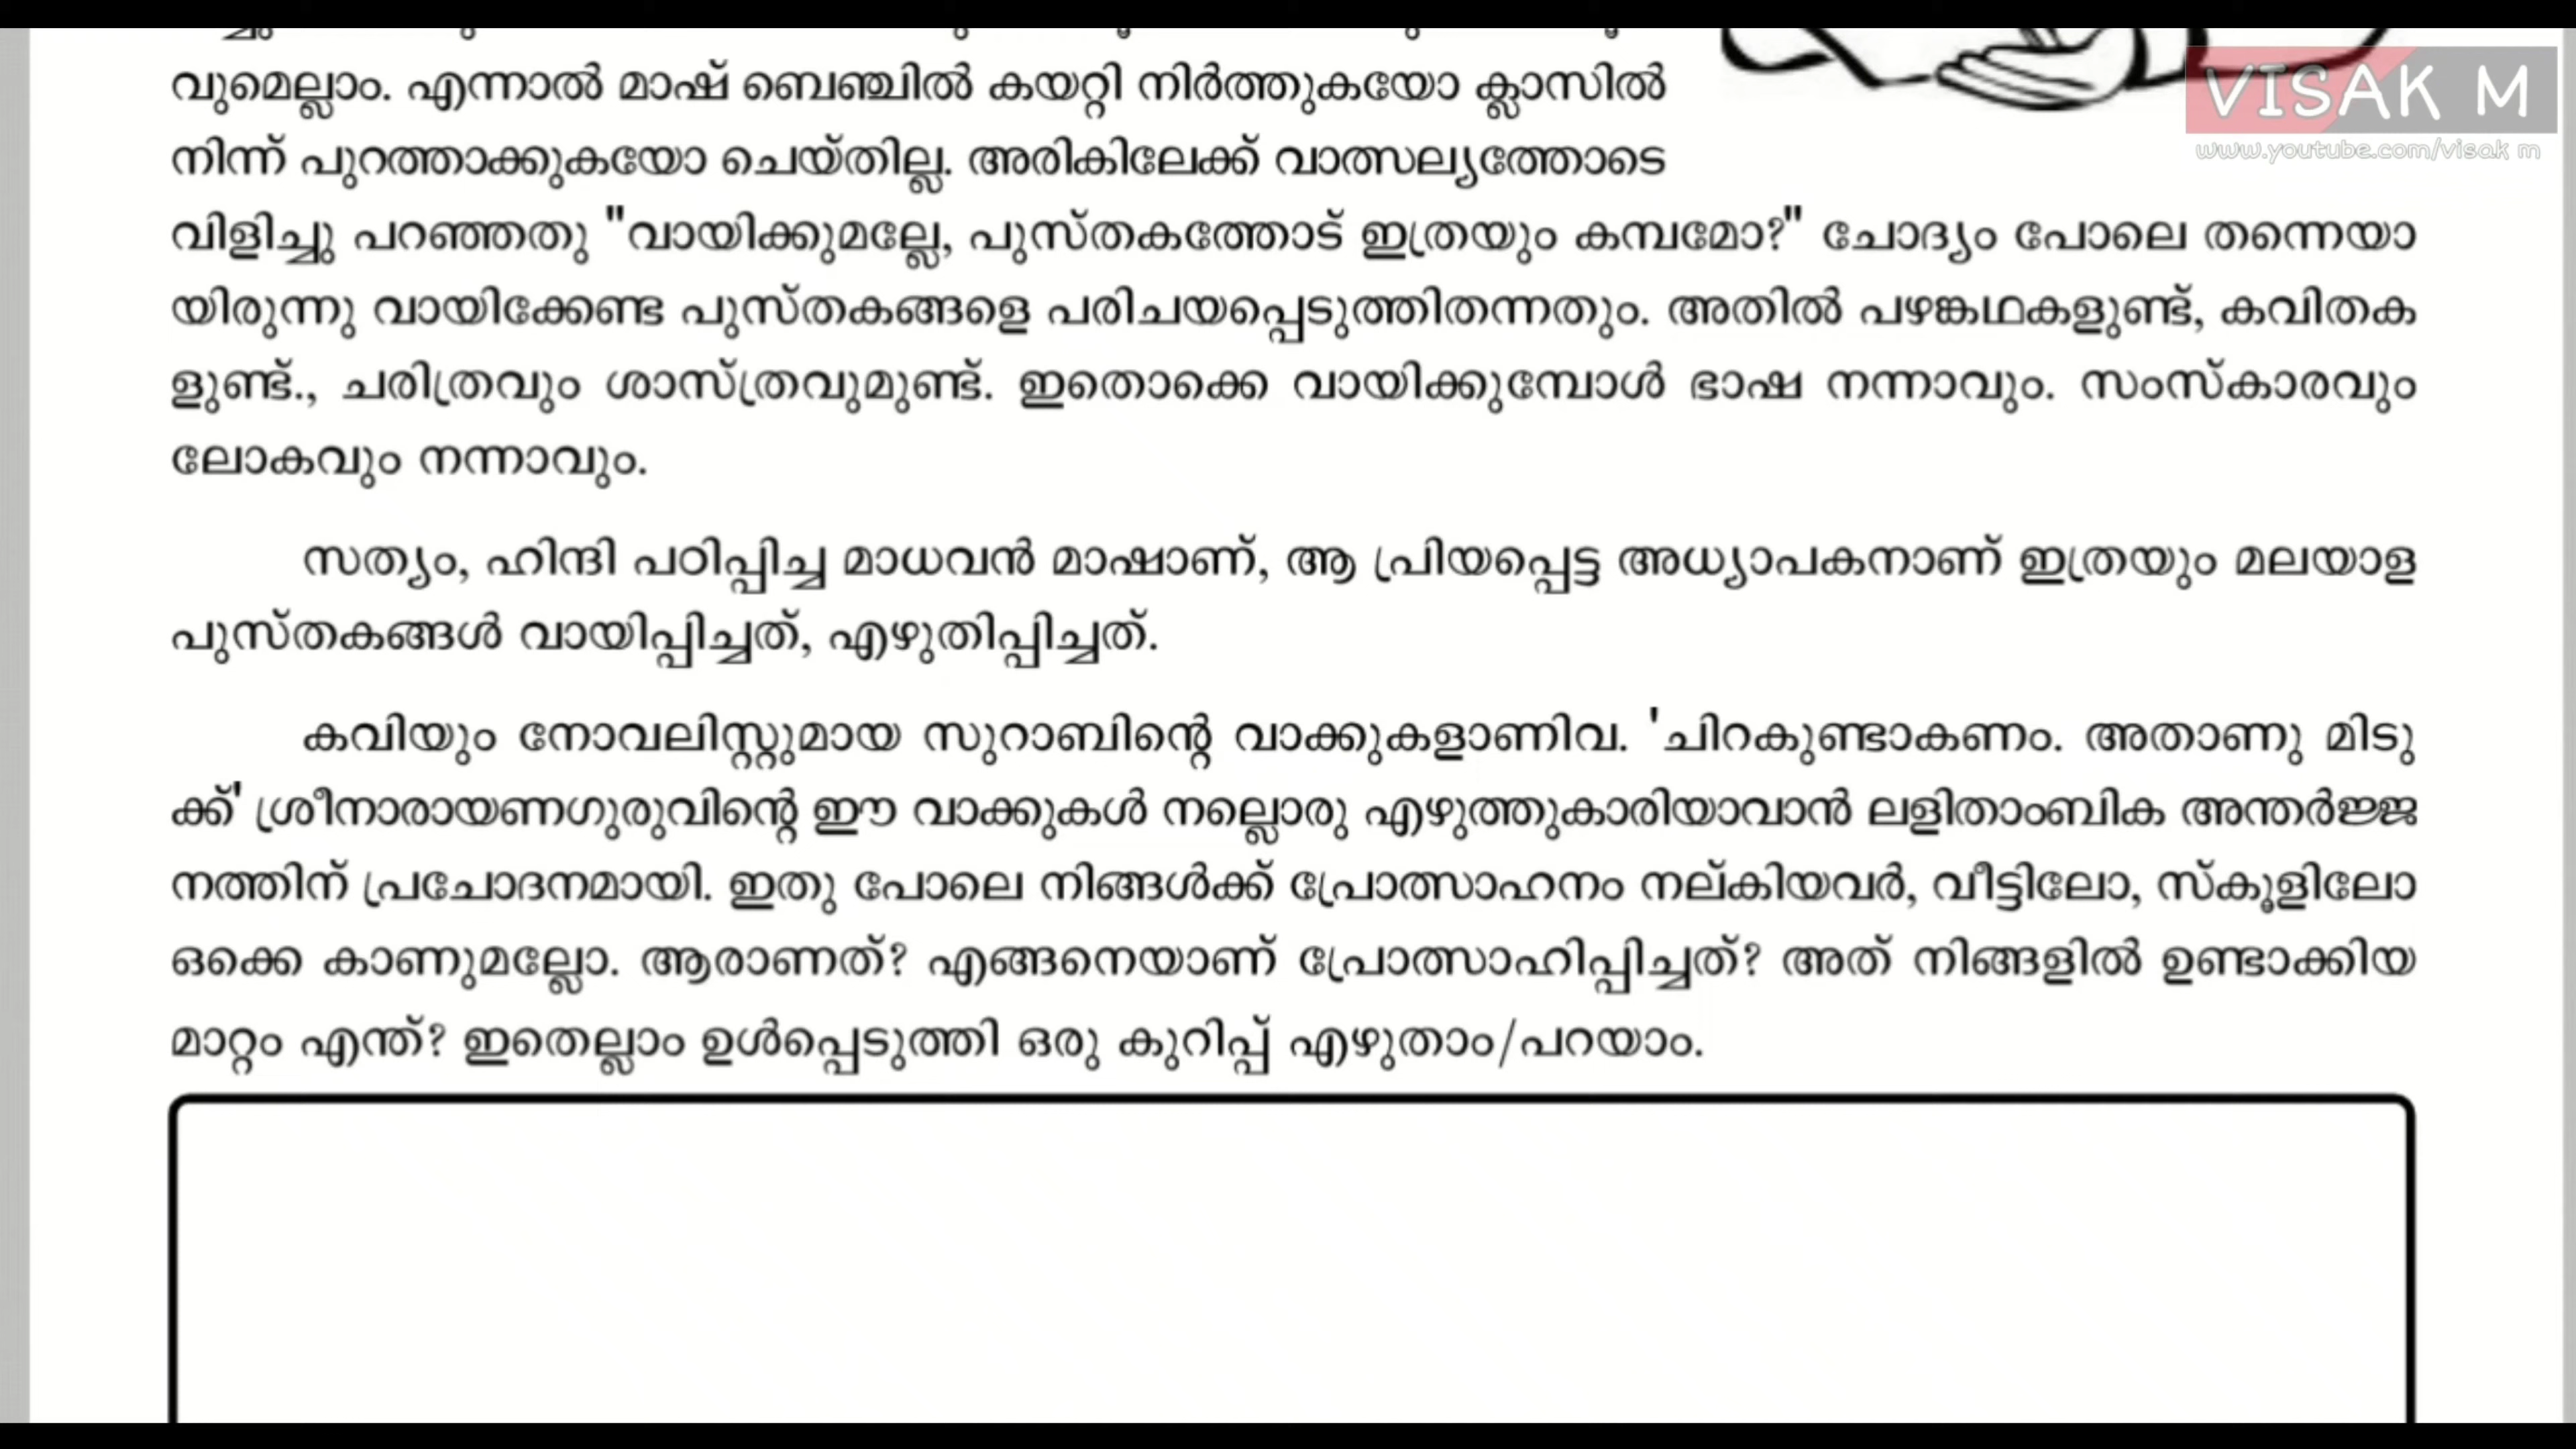 വുമെല്ലാം. എന്നാൽ മാഷ് ബെഞ്ചിൽ കയറ്റി നിർത്തുകയോ ക്ലാസിൽ
VISAK M
www.youtube.com/visak m
നിന്ന് പുറത്താക്കുകയോ ചെയ്തില്ല. അരികിലേക്ക് വാത്സല്യത്തോടെ
വിളിച്ചു പറഞ്ഞതു "വായിക്കുമല്ലേ, പുസ്തകത്തോട് ഇത്രയും കമ്പമോ?" ചോദ്യം പോലെ തന്നെയാ
യിരുന്നു വായിക്കേണ്ട പുസ്തകങ്ങളെ പരിചയപ്പെടുത്തിതന്നതും. അതിൽ പഴങ്കഥകളുണ്ട്, കവിതക
ളുണ്ട്., ചരിത്രവും ശാസ്ത്രവുമുണ്ട്. ഇതൊക്കെ വായിക്കുമ്പോൾ ഭാഷ നന്നാവും. സംസ്കാരവും
ലോകവും നന്നാവും.
സത്യം, ഹിന്ദി പഠിപ്പിച്ച മാധവൻ മാഷാണ്, ആ പ്രിയപ്പെട്ട അധ്യാപകനാണ് ഇത്രയും മലയാള
പുസ്തകങ്ങൾ വായിപ്പിച്ചത്, എഴുതിപ്പിച്ചത്.
കവിയും നോവലിസ്റ്റുമായ സുറാബിന്റെ വാക്കുകളാണിവ. 'ചിറകുണ്ടാകണം. അതാണു മിടു
ക്ക്' ശ്രീനാരായണഗുരുവിന്റെ ഈ വാക്കുകൾ നല്ലൊരു എഴുത്തുകാരിയാവാൻ ലളിതാംബിക അന്തർജ്ജ
നത്തിന് പ്രചോദനമായി. ഇതു പോലെ നിങ്ങൾക്ക് പ്രോത്സാഹനം നല്കിയവർ, വീട്ടിലോ, സ്കൂളിലോ
ഒക്കെ കാണുമല്ലോ. ആരാണത്? എങ്ങനെയാണ് പ്രോത്സാഹിപ്പിച്ചത്? അത് നിങ്ങളിൽ ഉണ്ടാക്കിയ
മാറ്റം എന്ത്? ഇതെല്ലാം ഉൾപ്പെടുത്തി ഒരു കുറിപ്പ് എഴുതാം/പറയാം.